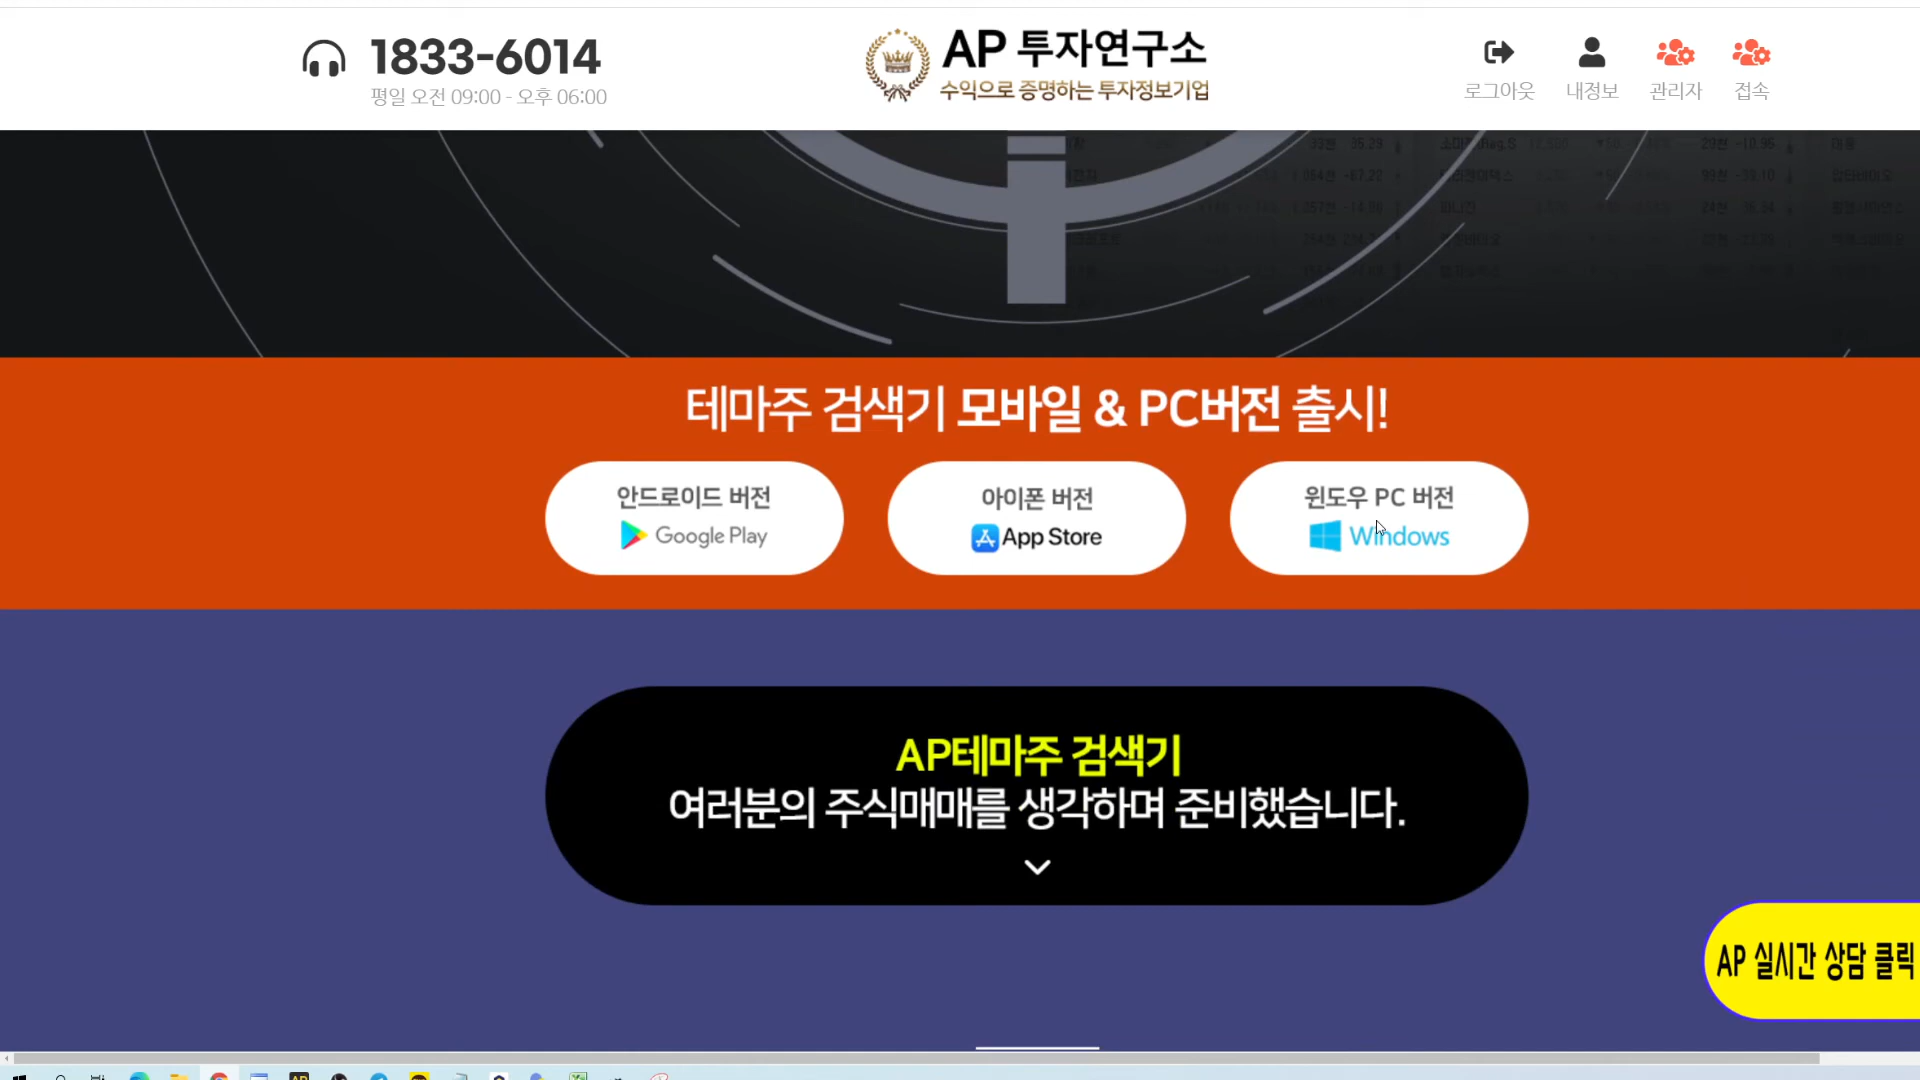 1833-6014
평일 오전 09:00 - 오후 06:00
AP 투자연구소
수익으로 증명하는 투자정보기업
로그아웃
내정보
관리자
접속
테마주 검색기 모바일 & PC버전 출시!
안드로이드 버전
Google Play
아이폰 버전
App Store
윈도우 PC 버전
Windows
AP테마주 검색기
여러분의 주식매매를 생각하며 준비했습니다.
AP 실시간 상담 클릭